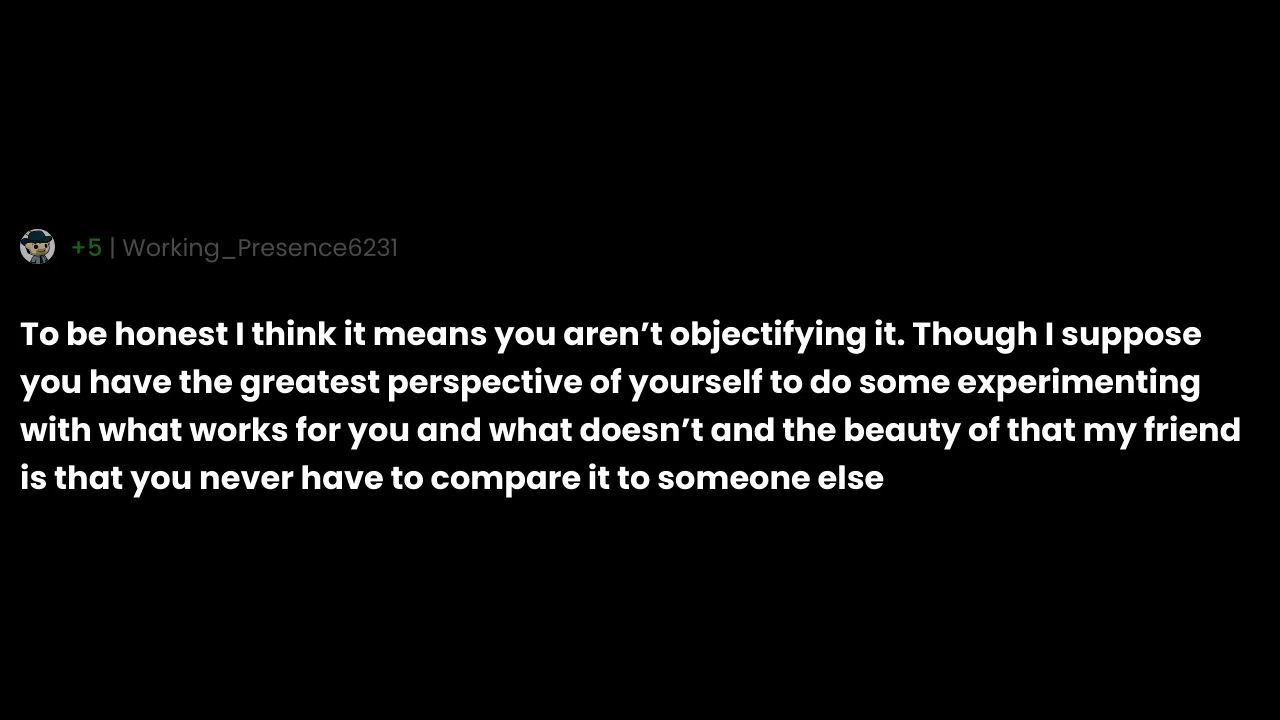 +5 | Working_Presence6231
To be honest I think it means you aren’t objectifying it. Though I suppose
you have the greatest perspective of yourself to do some experimenting
with what works for you and what doesn’t and the beauty of that my friend
is that you never have to compare it to someone else